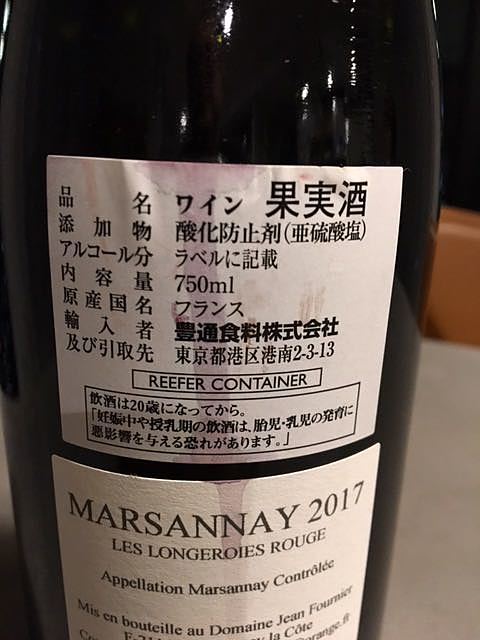 品名 ワイン 果実酒
添加物 酸化防止剤(亜硫酸塩)
アルコール分 ラベルに記載
内容量 750ml
原産国名 フランス
輸入者 豊通食料株式会社
及び引取先 東京都港区港南2-3-13
REEFER CONTAINER
飲酒は20歳になってから。
「妊娠中や授乳期の飲酒は、胎児・乳児の発育に
悪影響を与える恐れがあります。」
MARSANNAY 2017
LES LONGEROIES ROUGE
Appellation Marsannay Contrôlée
Mis en bouteille au Domaine Jean Fournier
la Côte